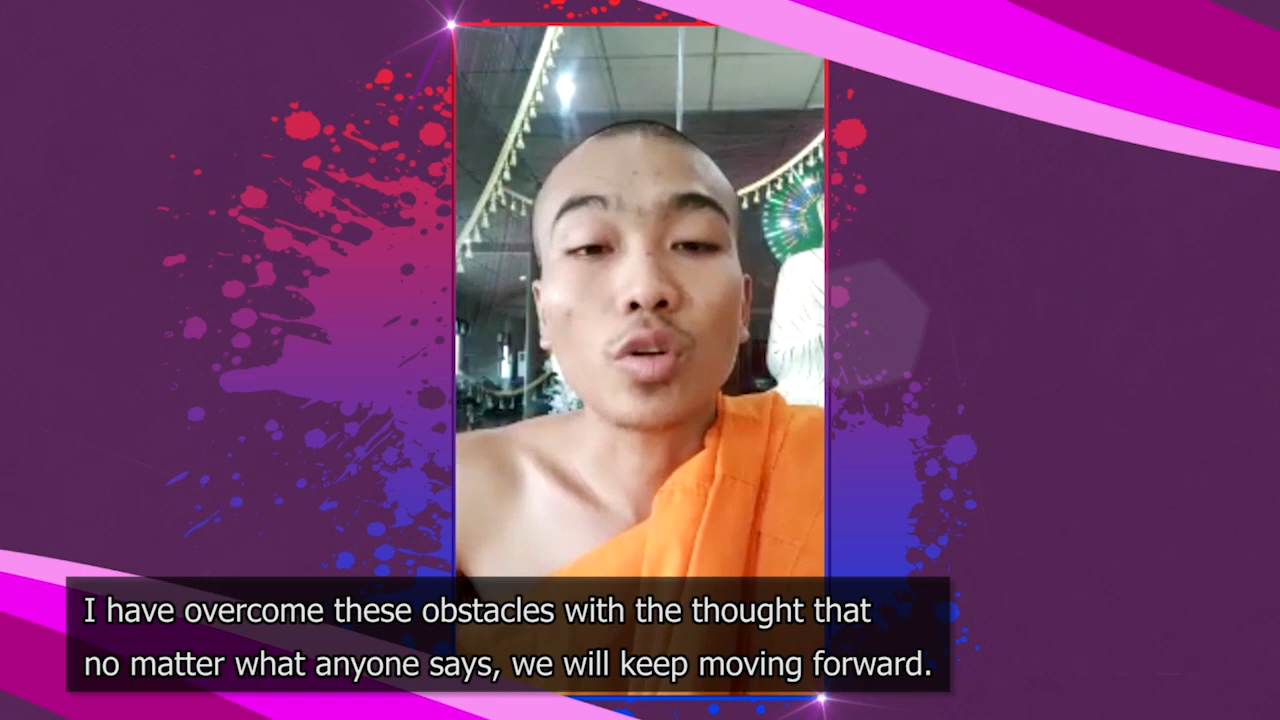 I have overcome these obstacles with the thought that
no matter what anyone says, we will keep moving forward.